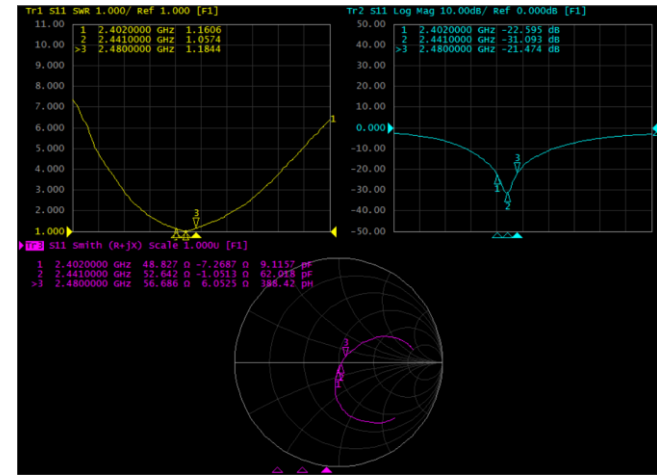 Tr1 S11 SWR 1.000/ Ref 1.000 [F1]
11.00
10.00
9.000
8.000
7.000
6.000
5.000
4.000
3.000
2.000
1.000
1 2.4020000 GHz 1.1606
2 2.4410000 GHz 1.0574
>3 2.4800000 GHz 1.1844
1
3
Tr2 S11 Log Mag 10.00dB/ Ref 0.000dB [F1]
50.00
40.00
30.00
20.00
10.00
0.000
-10.00
-20.00
-30.00
-40.00
-50.00
1 2.4020000 GHz -22.595 dB
2 2.4410000 GHz -31.093 dB
>3 2.4800000 GHz -21.474 dB
3
1
2
Tr3 S11 Smith (R+jx) Scale 1.000U [F1]
1 2.4020000 GHz 48.827 Ω -7.2687 Ω 9.1157 pF
2 2.4410000 GHz 52.642 Ω -1.0513 Ω 62.018 pF
>3 2.4800000 GHz 56.686 Ω 6.0525 Ω 388.42 pH
3